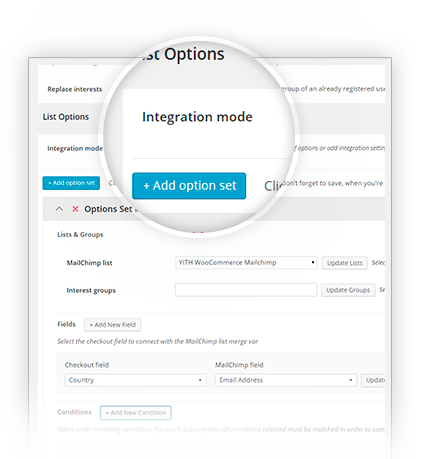 List Options
Replace interests
group of an already registered use
List Options
Integration mode
Integration mode
of options or add integration settin
+ Add option set
+ Add option set
Cli
don't forget to save, when you're
Options Set
Lists & Groups
MailChimp list
YITH WooCommerce Mailchimp
Update Lists
Selec
Interest groups
Update Groups
Se
Fields
+ Add New Field
Select the checkout field to connect with the MailChimp list merge var
Checkout field
MailChimp field
Country
Email Address
Updat
Conditions
+ Add New Condition
Select order matching conditions for user's subscription; all conditions selected must be matched in order to com